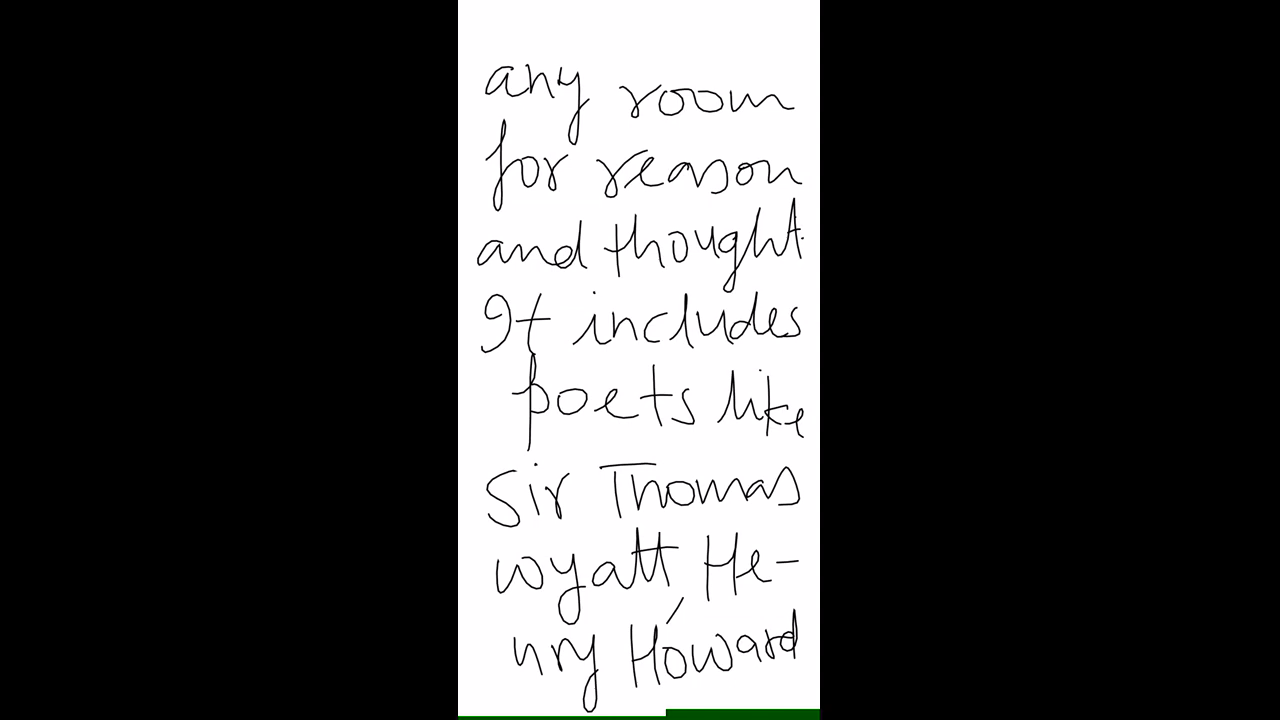 any room
for reason
and thought.
It includes
poets like
Sir Thomas
wyatt, He-
nry Howard